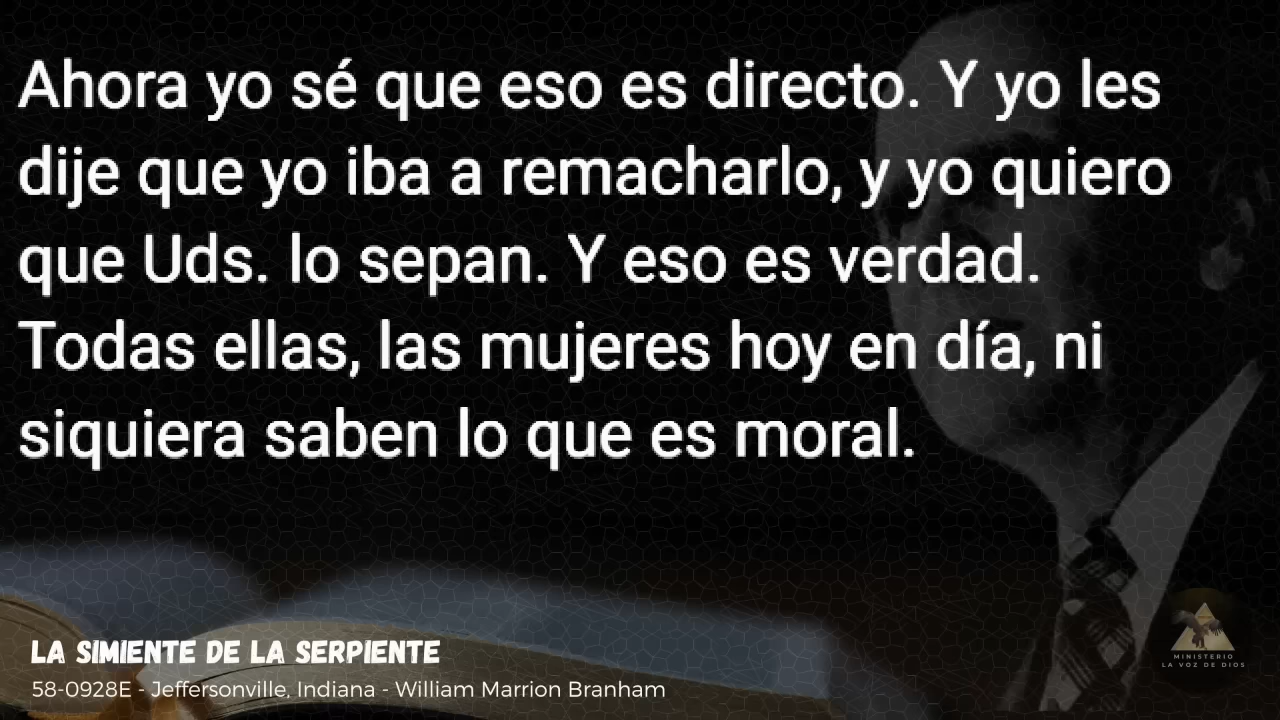 Ahora yo sé que eso es directo. Y yo les
dije que yo iba a remacharlo, y yo quiero
que Uds. lo sepan. Y eso es verdad.
Todas ellas, las mujeres hoy en día, ni
siquiera saben lo que es moral.
LA SIMIENTE DE LA SERPIENTE
58-0928E - Jeffersonville, Indiana - William Marrion Branham
MINISTERIO
LA VOZ DE DIOS